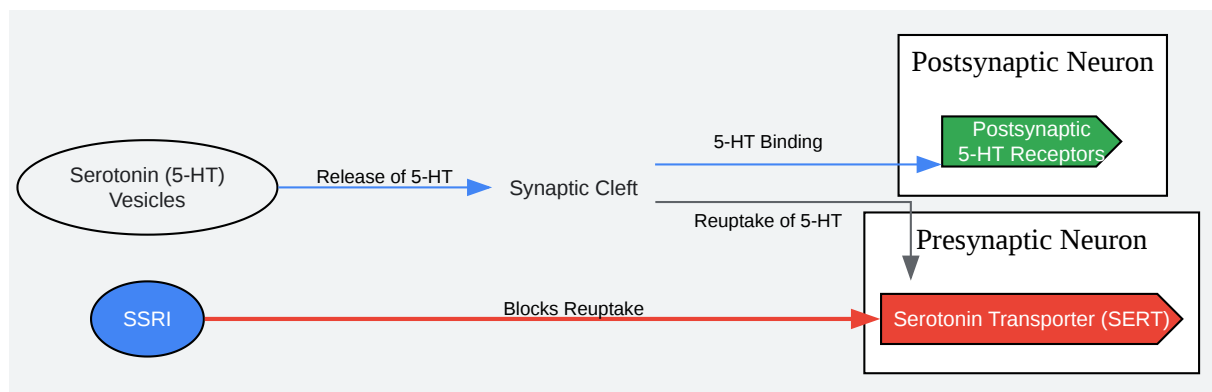 Postsynaptic Neuron
Postsynaptic
5-HT Receptors
5-HT Binding
Serotonin (5-HT)
Vesicles
Release of 5-HT
Synaptic Cleft
Reuptake of 5-HT
Presynaptic Neuron
SSRI
Blocks Reuptake
Serotonin Transporter (SERT)